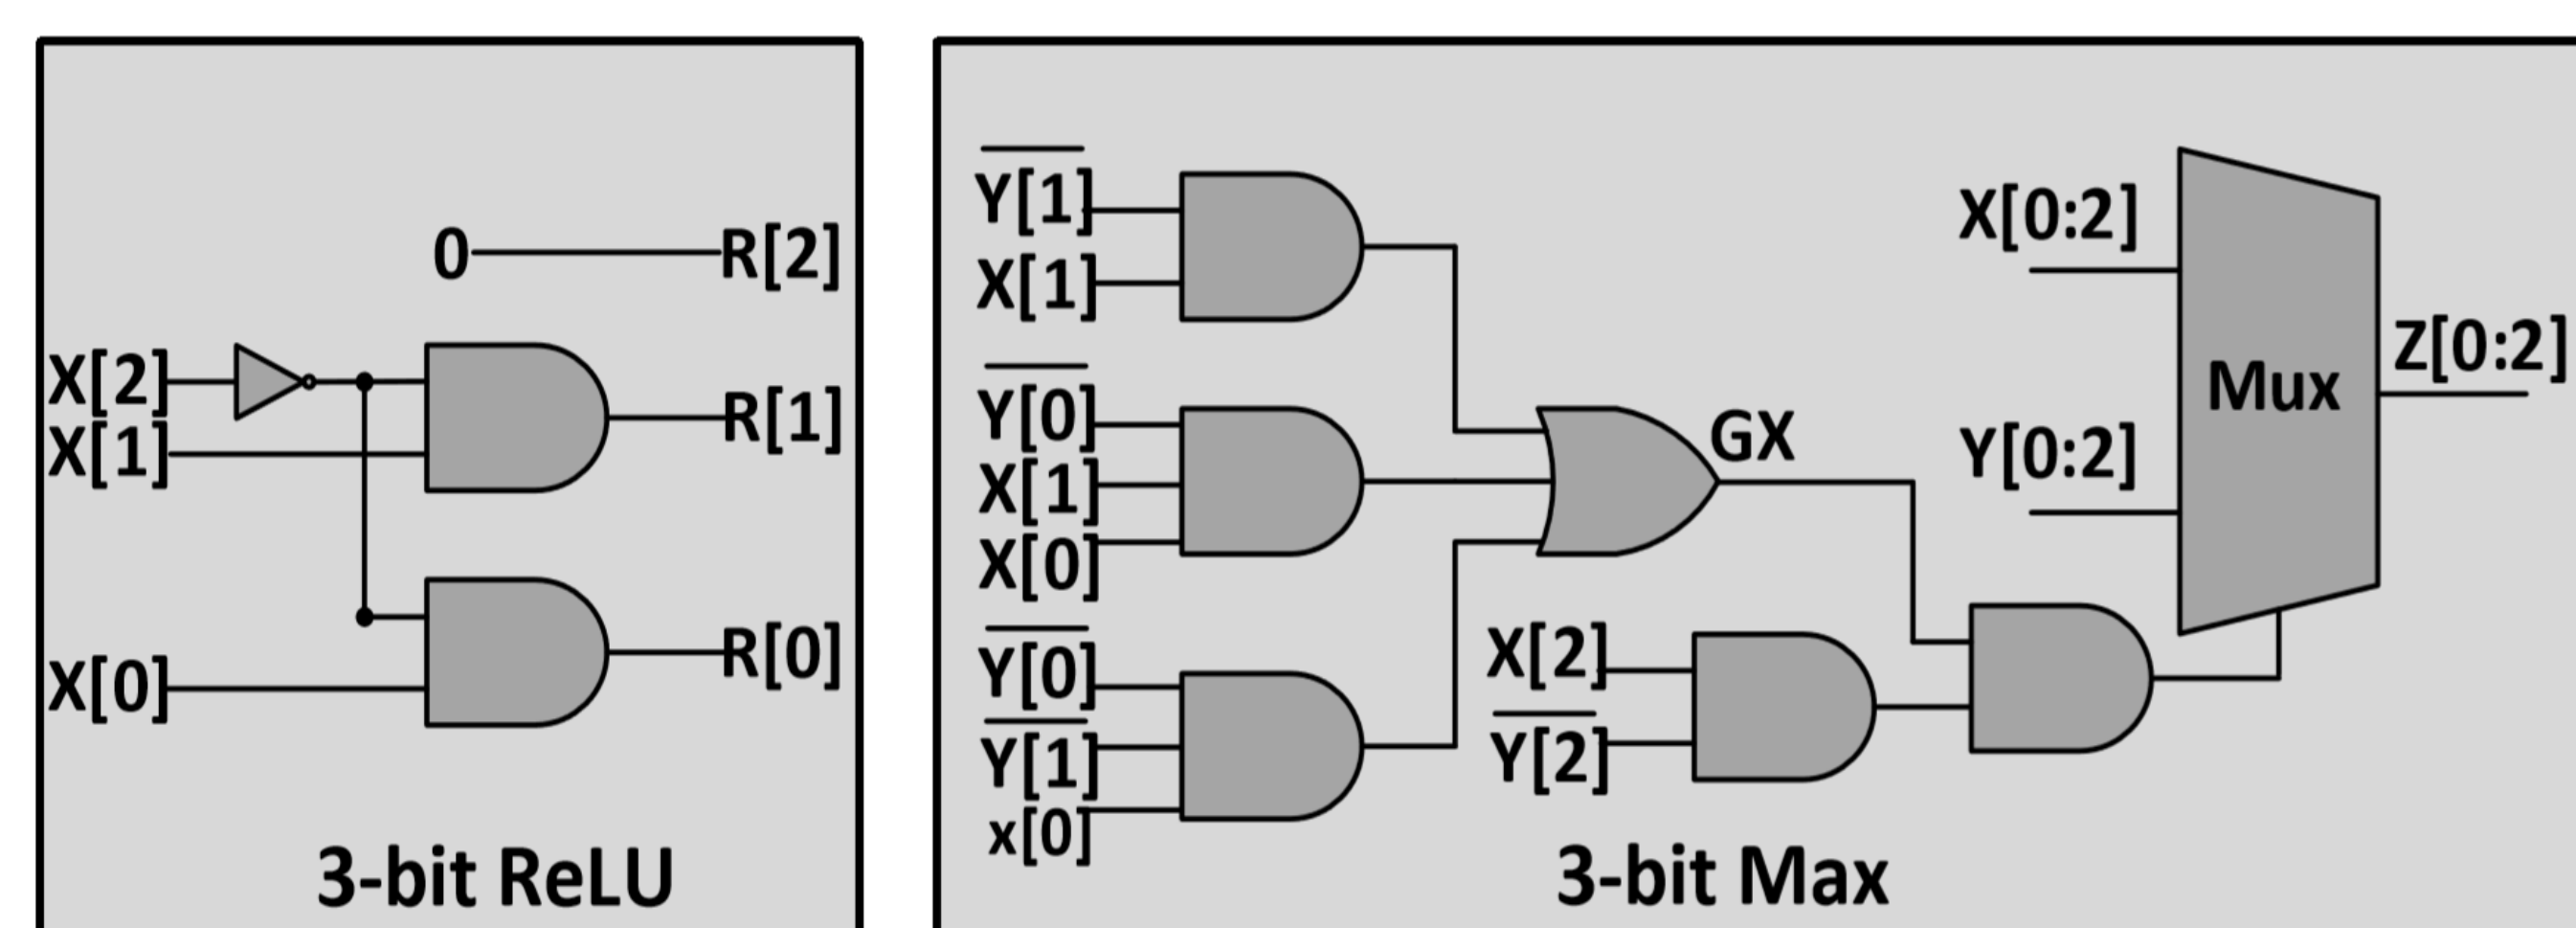 0
R[2]
X[2]
X[1]
R[1]
X[0]
R[0]
3-bit ReLU
Y̅[̅1̅]̅
X[1]
Y̅[̅0̅]̅
X[1]
X[0]
Y̅[̅0̅]̅
Y̅[̅1̅]̅
x[0]
GX
X[2]
Y̅[̅2̅]̅
X[0:2]
Y[0:2]
Mux
Z[0:2]
3-bit Max